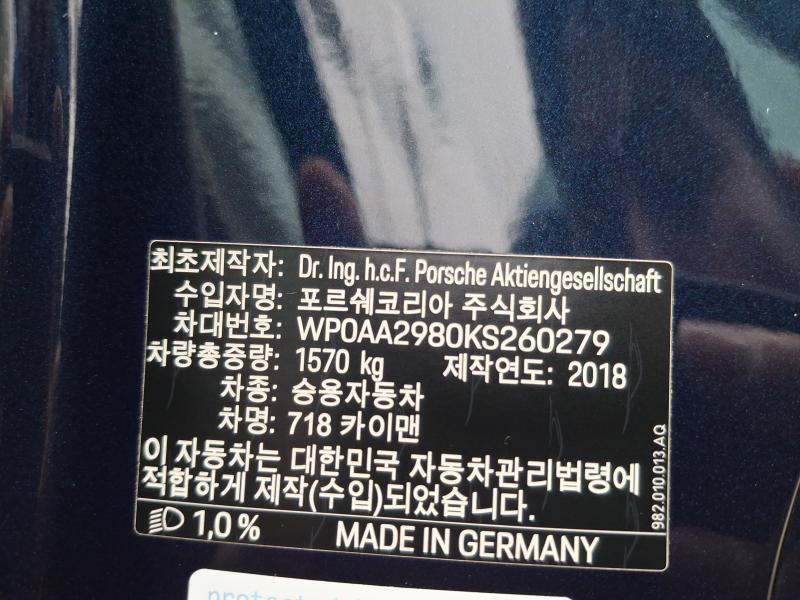 최초제작자: Dr. Ing. h.c.F. Porsche Aktiengesellschaft
수입자명: 포르쉐코리아 주식회사
차대번호: WP0AA2980KS260279
차량총중량: 1570 kg 제작연도: 2018
차종: 승용자동차
차명: 718 카이맨
이 자동차는 대한민국 자동차관리법령에
적합하게 제작(수입)되었습니다.
1,0% MADE IN GERMANY
982.010.013.AQ